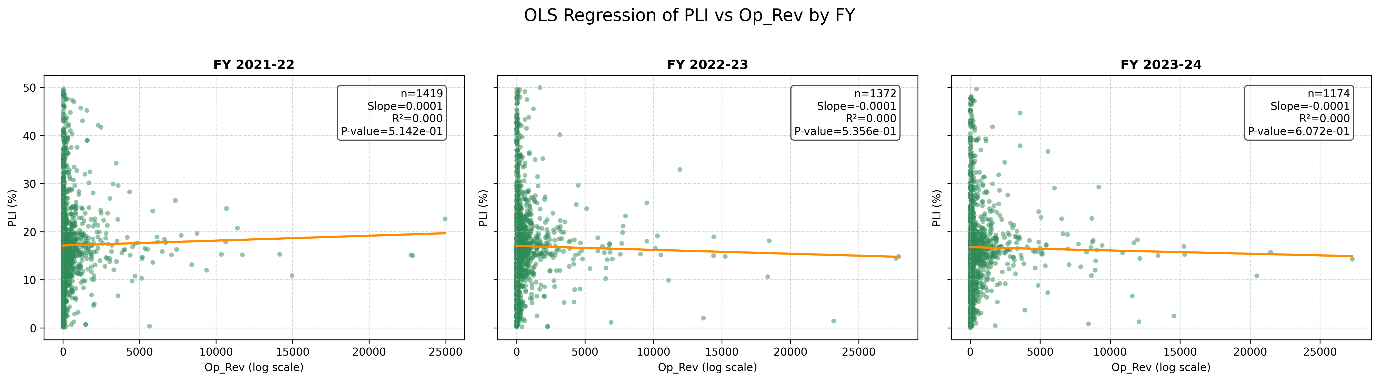 OLS Regression of PLI vs Op_Rev by FY
FY 2021-22
n=1419
Slope=0.0001
R²=0.000
P-value=5.142e-01
PLI (%)
50
40
30
20
10
0
0 5000 10000 15000 20000 25000
Op_Rev (log scale)
FY 2022-23
n=1372
Slope=-0.0001
R²=0.000
P-value=5.356e-01
PLI (%)
0 5000 10000 15000 20000 25000
Op_Rev (log scale)
FY 2023-24
n=1174
Slope=-0.0001
R²=0.000
P-value=6.072e-01
PLI (%)
0 5000 10000 15000 20000 25000
Op_Rev (log scale)